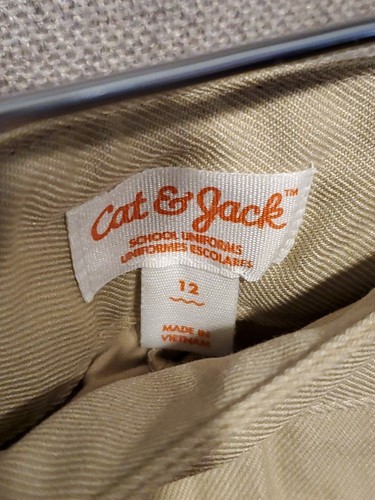 Cat & Jack™
SCHOOL UNIFORMS
UNIFORMES ESCOLARES
12
MADE IN
VIETNAM